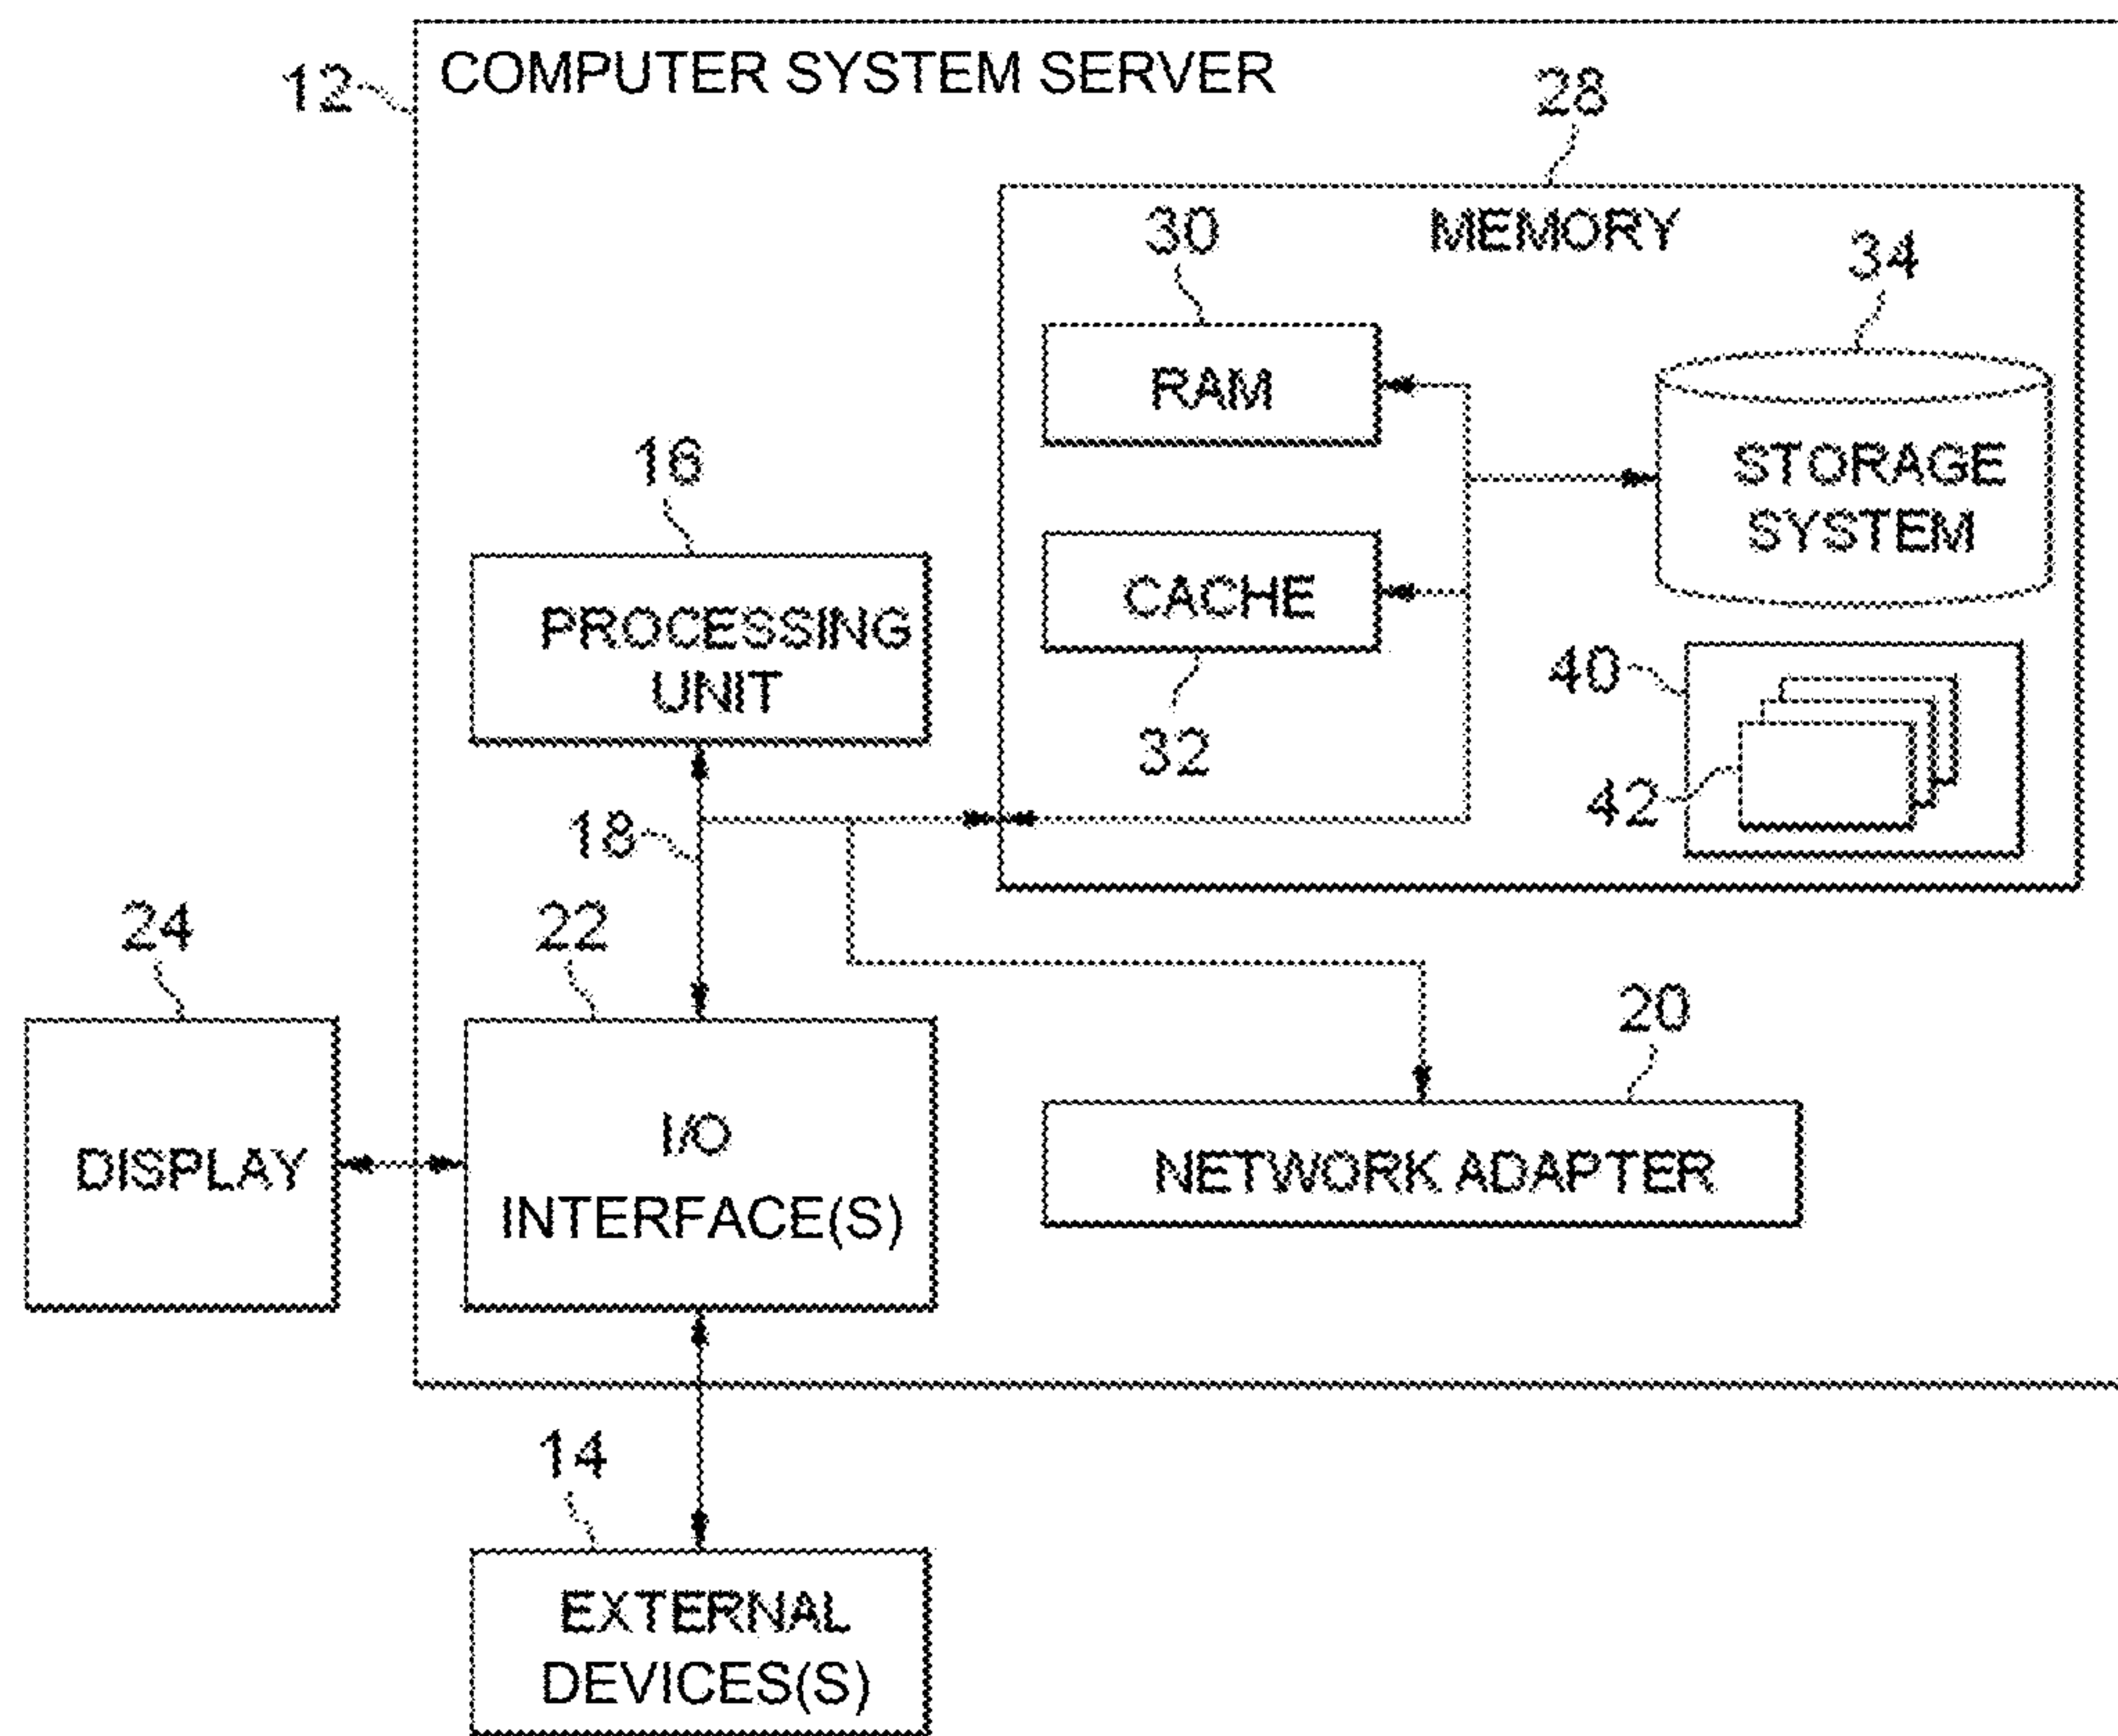 12
COMPUTER SYSTEM SERVER
28
MEMORY
30
34
RAM
STORAGE
SYSTEM
16
PROCESSING
UNIT
CACHE
32
40
42
18
24
22
20
DISPLAY
I/O
INTERFACE(S)
NETWORK ADAPTER
14
EXTERNAL
DEVICES(S)